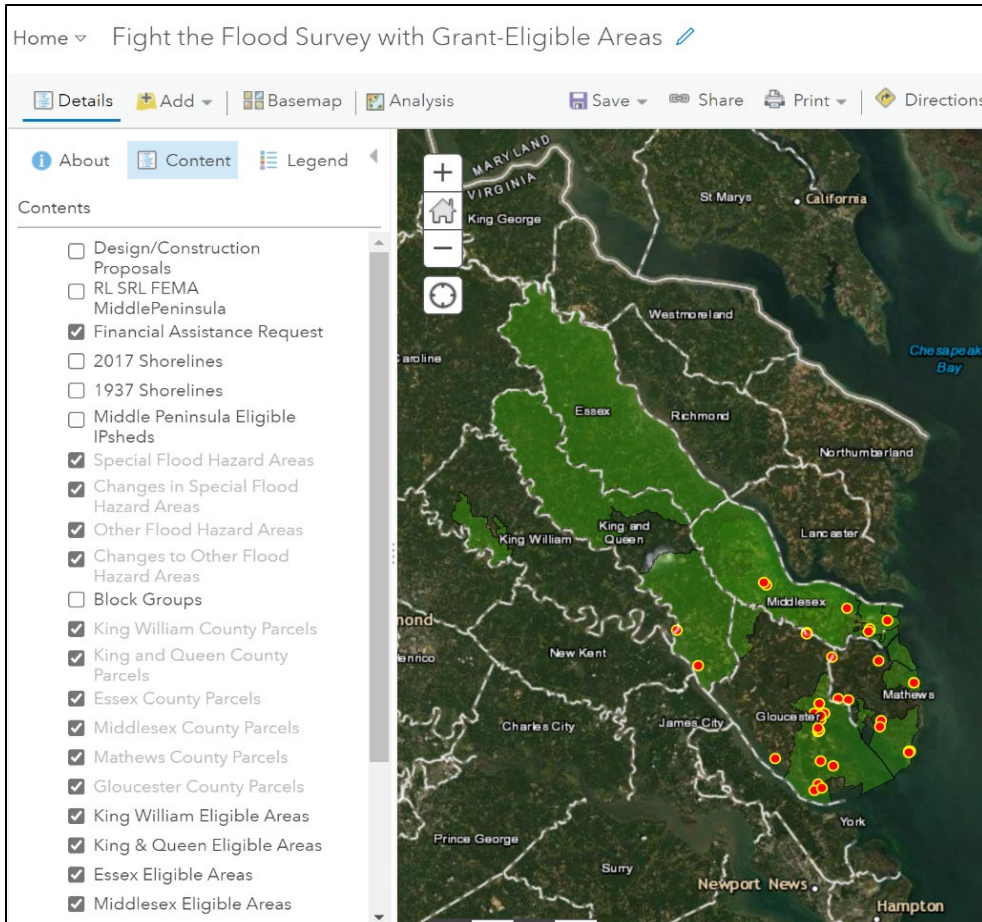 Home Fight the Flood Survey with Grant-Eligible Areas
Details Add Basemap Analysis Save Share Print Directions
About Content Legend
Contents
Design/Construction
Proposals
RL SRL FEMA
MiddlePeninsula
Financial Assistance Request
2017 Shorelines
1937 Shorelines
Middle Peninsula Eligible
IPsheds
Special Flood Hazard Areas
Changes in Special Flood
Hazard Areas
Other Flood Hazard Areas
Changes to Other Flood
Hazard Areas
Block Groups
King William County Parcels
King and Queen County
Parcels
Essex County Parcels
Middlesex County Parcels
Mathews County Parcels
Gloucester County Parcels
King William Eligible Areas
King & Queen Eligible Areas
Essex Eligible Areas
Middlesex Eligible Areas
MARYLAND
VIRGINIA
St Marys
California
King George
Westmoreland
Chesapeak
Bay
Caroline
Essex
Richmond
Northumberland
King and
Queen
King William
Lancaster
Middlesex
mond
enrico
New Kent
Mathews
Gloucester
James City
Charles City
York
Prince George
Surry
Newport News
Hampton